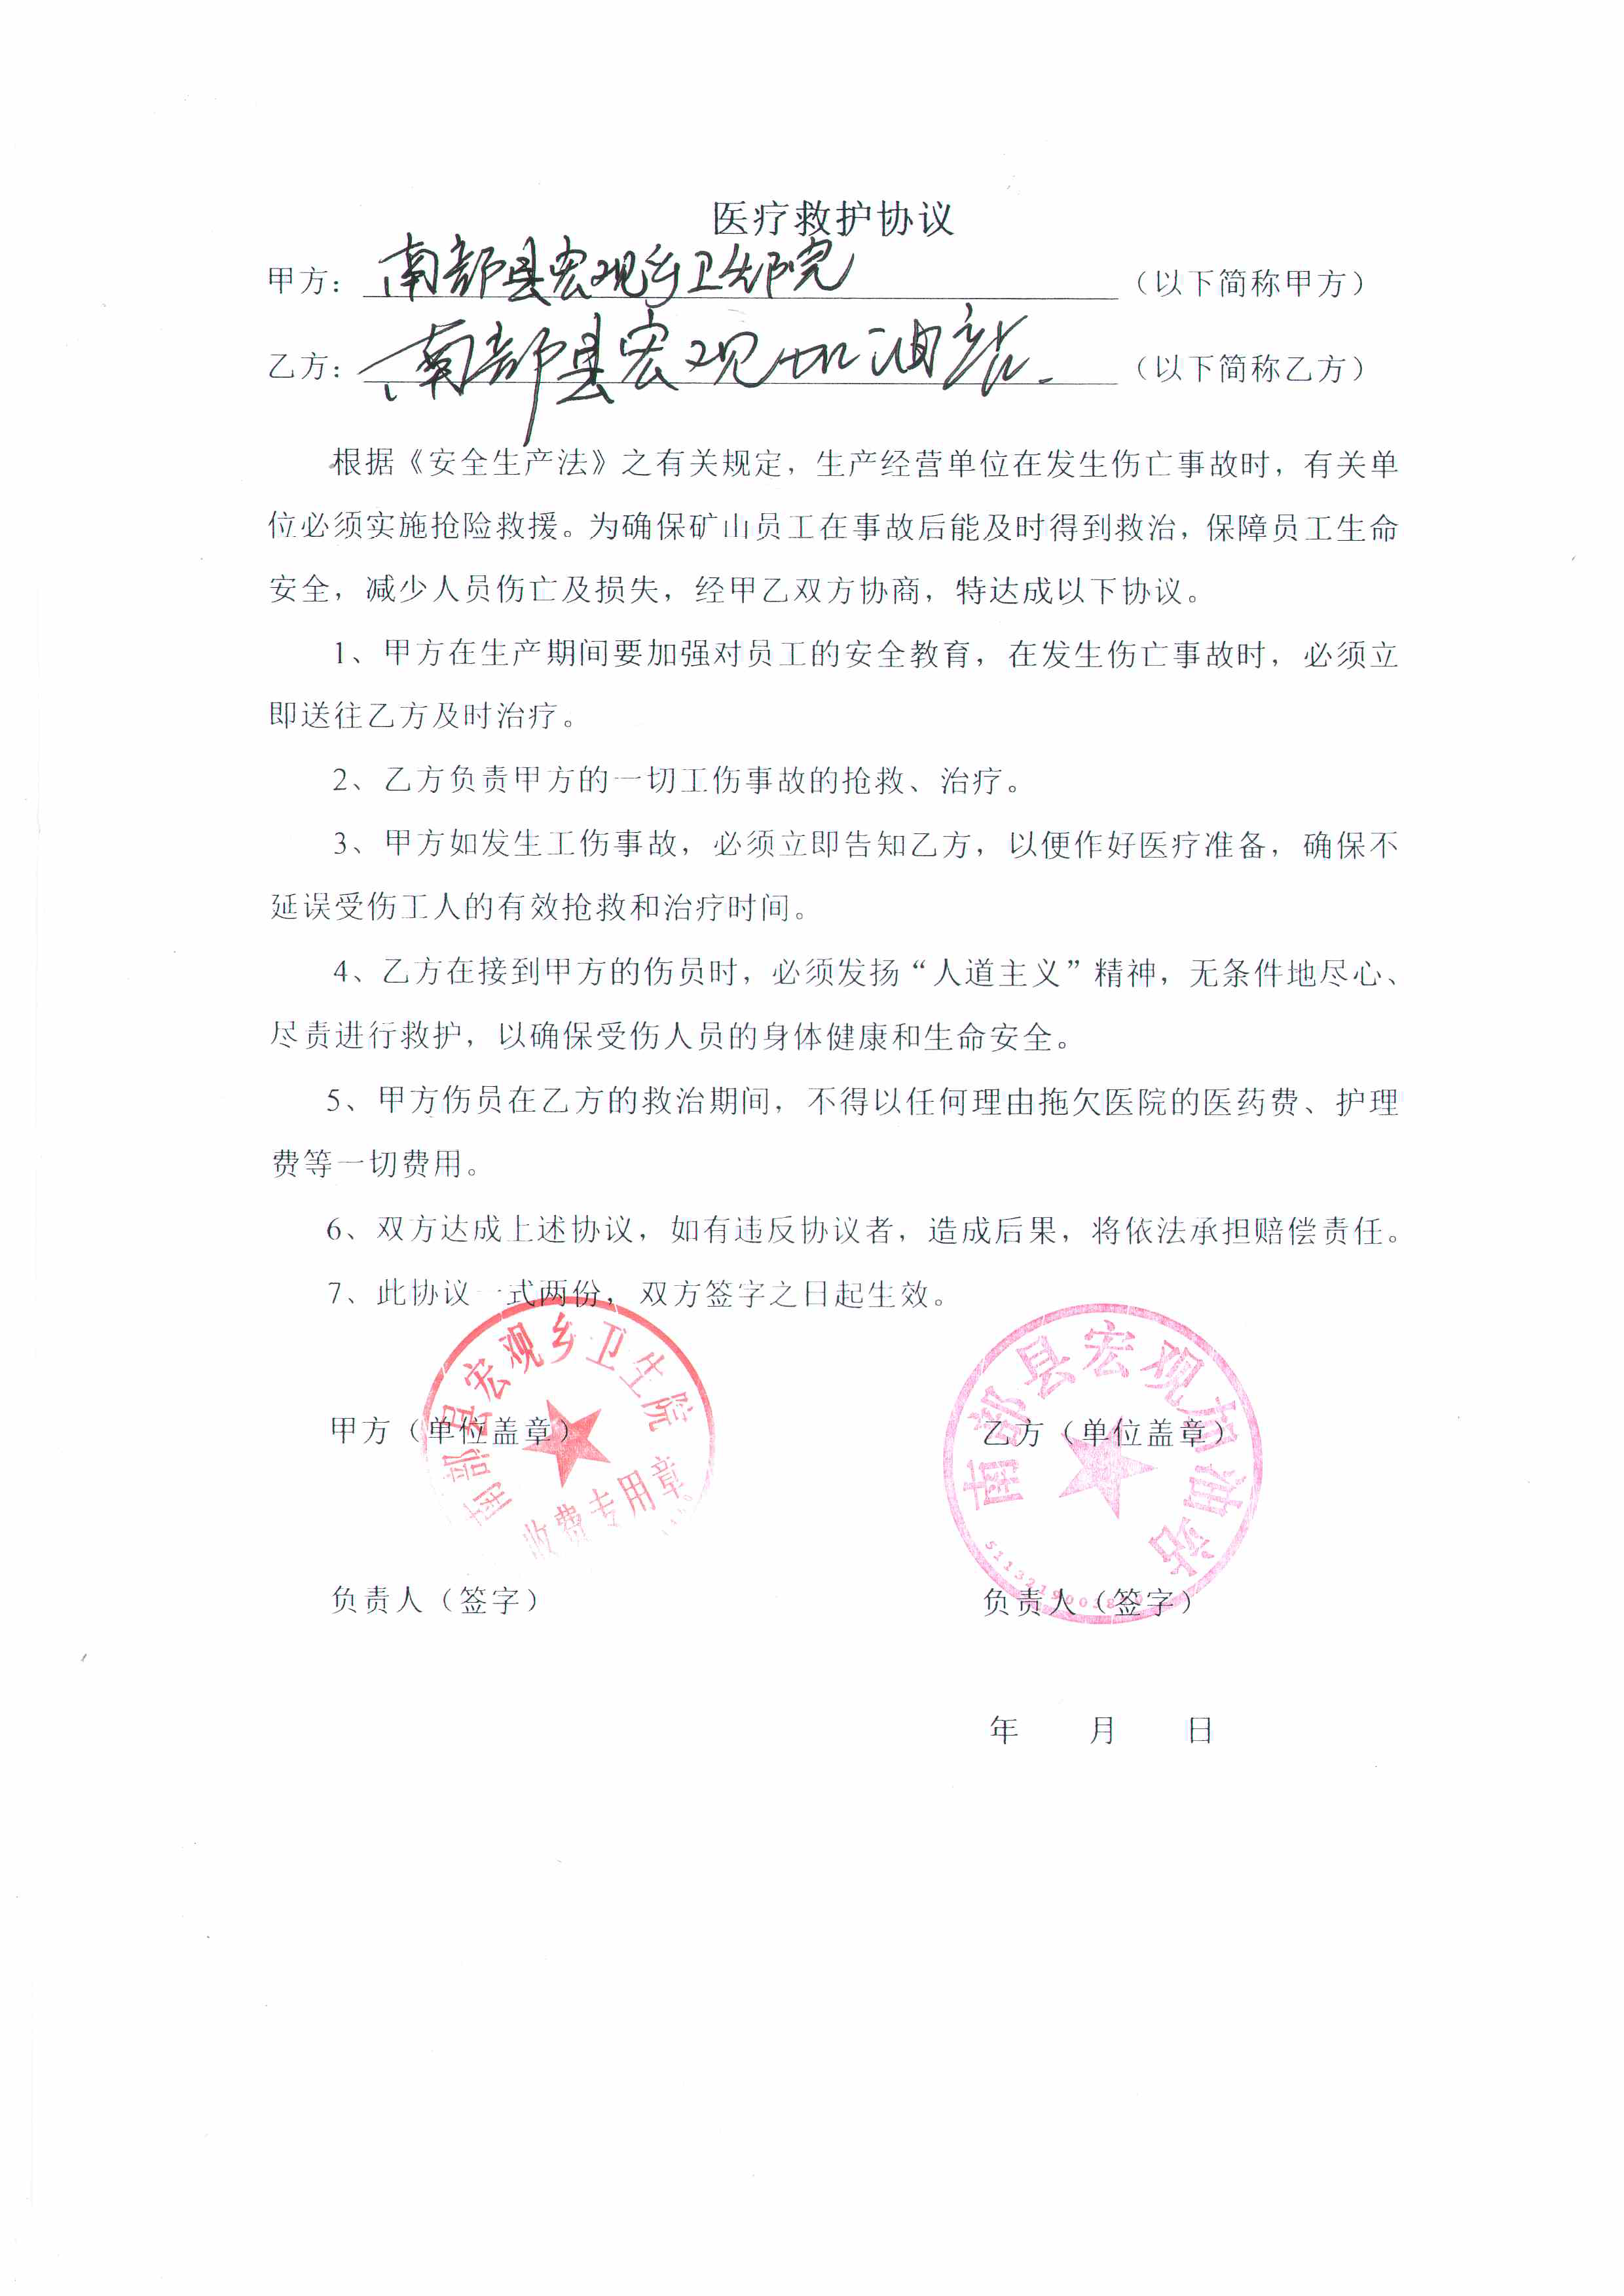 医疗救护协议
甲方：南部县宏观乡卫生院（以下简称甲方）
乙方：南部县宏观加油站.（以下简称乙方）
根据《安全生产法》之有关规定，生产经营单位在发生伤亡事故时，有关单
位必须实施抢险救援。为确保矿山员工在事故后能及时得到救治，保障员工生命
安全，减少人员伤亡及损失，经甲乙双方协商，特达成以下协议。
1、甲方在生产期间要加强对员工的安全教育，在发生伤亡事故时，必须立
即送往乙方及时治疗。
2、乙方负责甲方的一切工伤事故的抢救、治疗。
3、甲方如发生工伤事故，必须立即告知乙方，以便作好医疗准备，确保不
延误受伤工人的有效抢救和治疗时间。
4、乙方在接到甲方的伤员时，必须发扬“人道主义”精神，无条件地尽心、
尽责进行救护，以确保受伤人员的身体健康和生命安全。
5、甲方伤员在乙方的救治期间，不得以任何理由拖欠医院的医药费、护理
费等一切费用。
6、双方达成上述协议，如有违反协议者，造成后果，将依法承担赔偿责任。
7、此协议一式两份，双方签字之日起生效。
南部县宏观乡卫生院
收费专用章
南部县宏观加油站
甲方（单位盖章） 乙方（单位盖章）
负责人（签字） 负责人（签字）
年 月 日